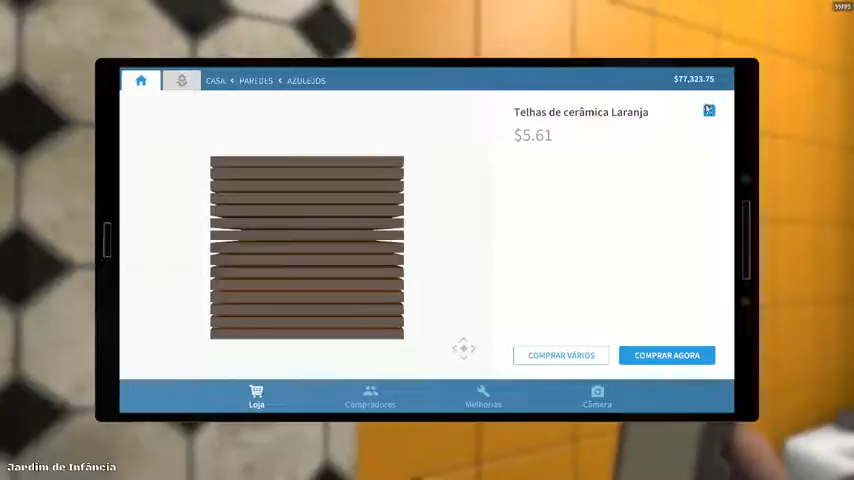 99FPS
CASA < PAREDES < AZULEJOS
$77,323.75
Telhas de cerâmica Laranja
$5.61
COMPRAR VÁRIOS
COMPRAR AGORA
Loja
Compradores
Melhorias
Câmera
Jardim de Infância